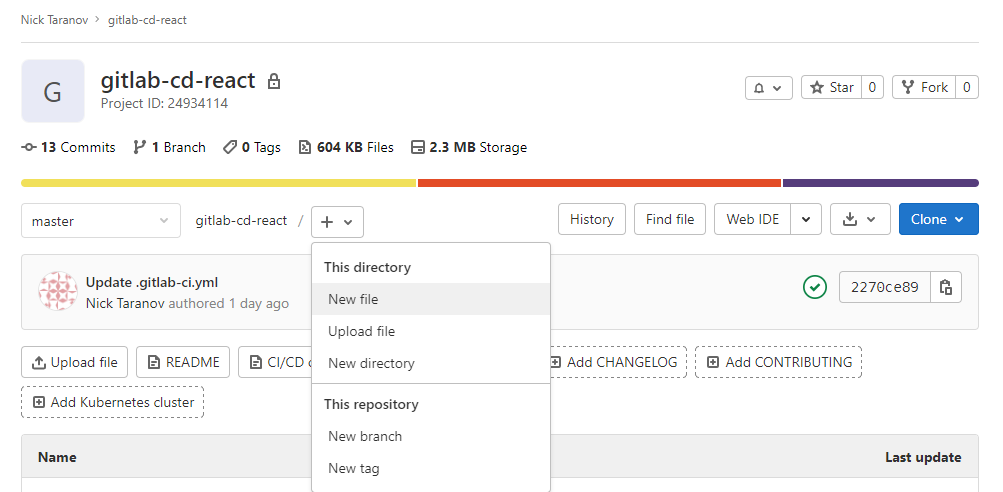 Nick Taranov > gitlab-cd-react
G
gitlab-cd-react
Project ID: 24934114
Star 0
Fork 0
13 Commits 1 Branch 0 Tags 604 KB Files 2.3 MB Storage
master
gitlab-cd-react / +
History
Find file
Web IDE
Clone
This directory
New file
Upload file
New directory
This repository
New branch
New tag
Update .gitlab-ci.yml
Nick Taranov authored 1 day ago
2270ce89
Upload file
README
CI/CD
Add CHANGELOG
Add CONTRIBUTING
Add Kubernetes cluster
Name
Last update